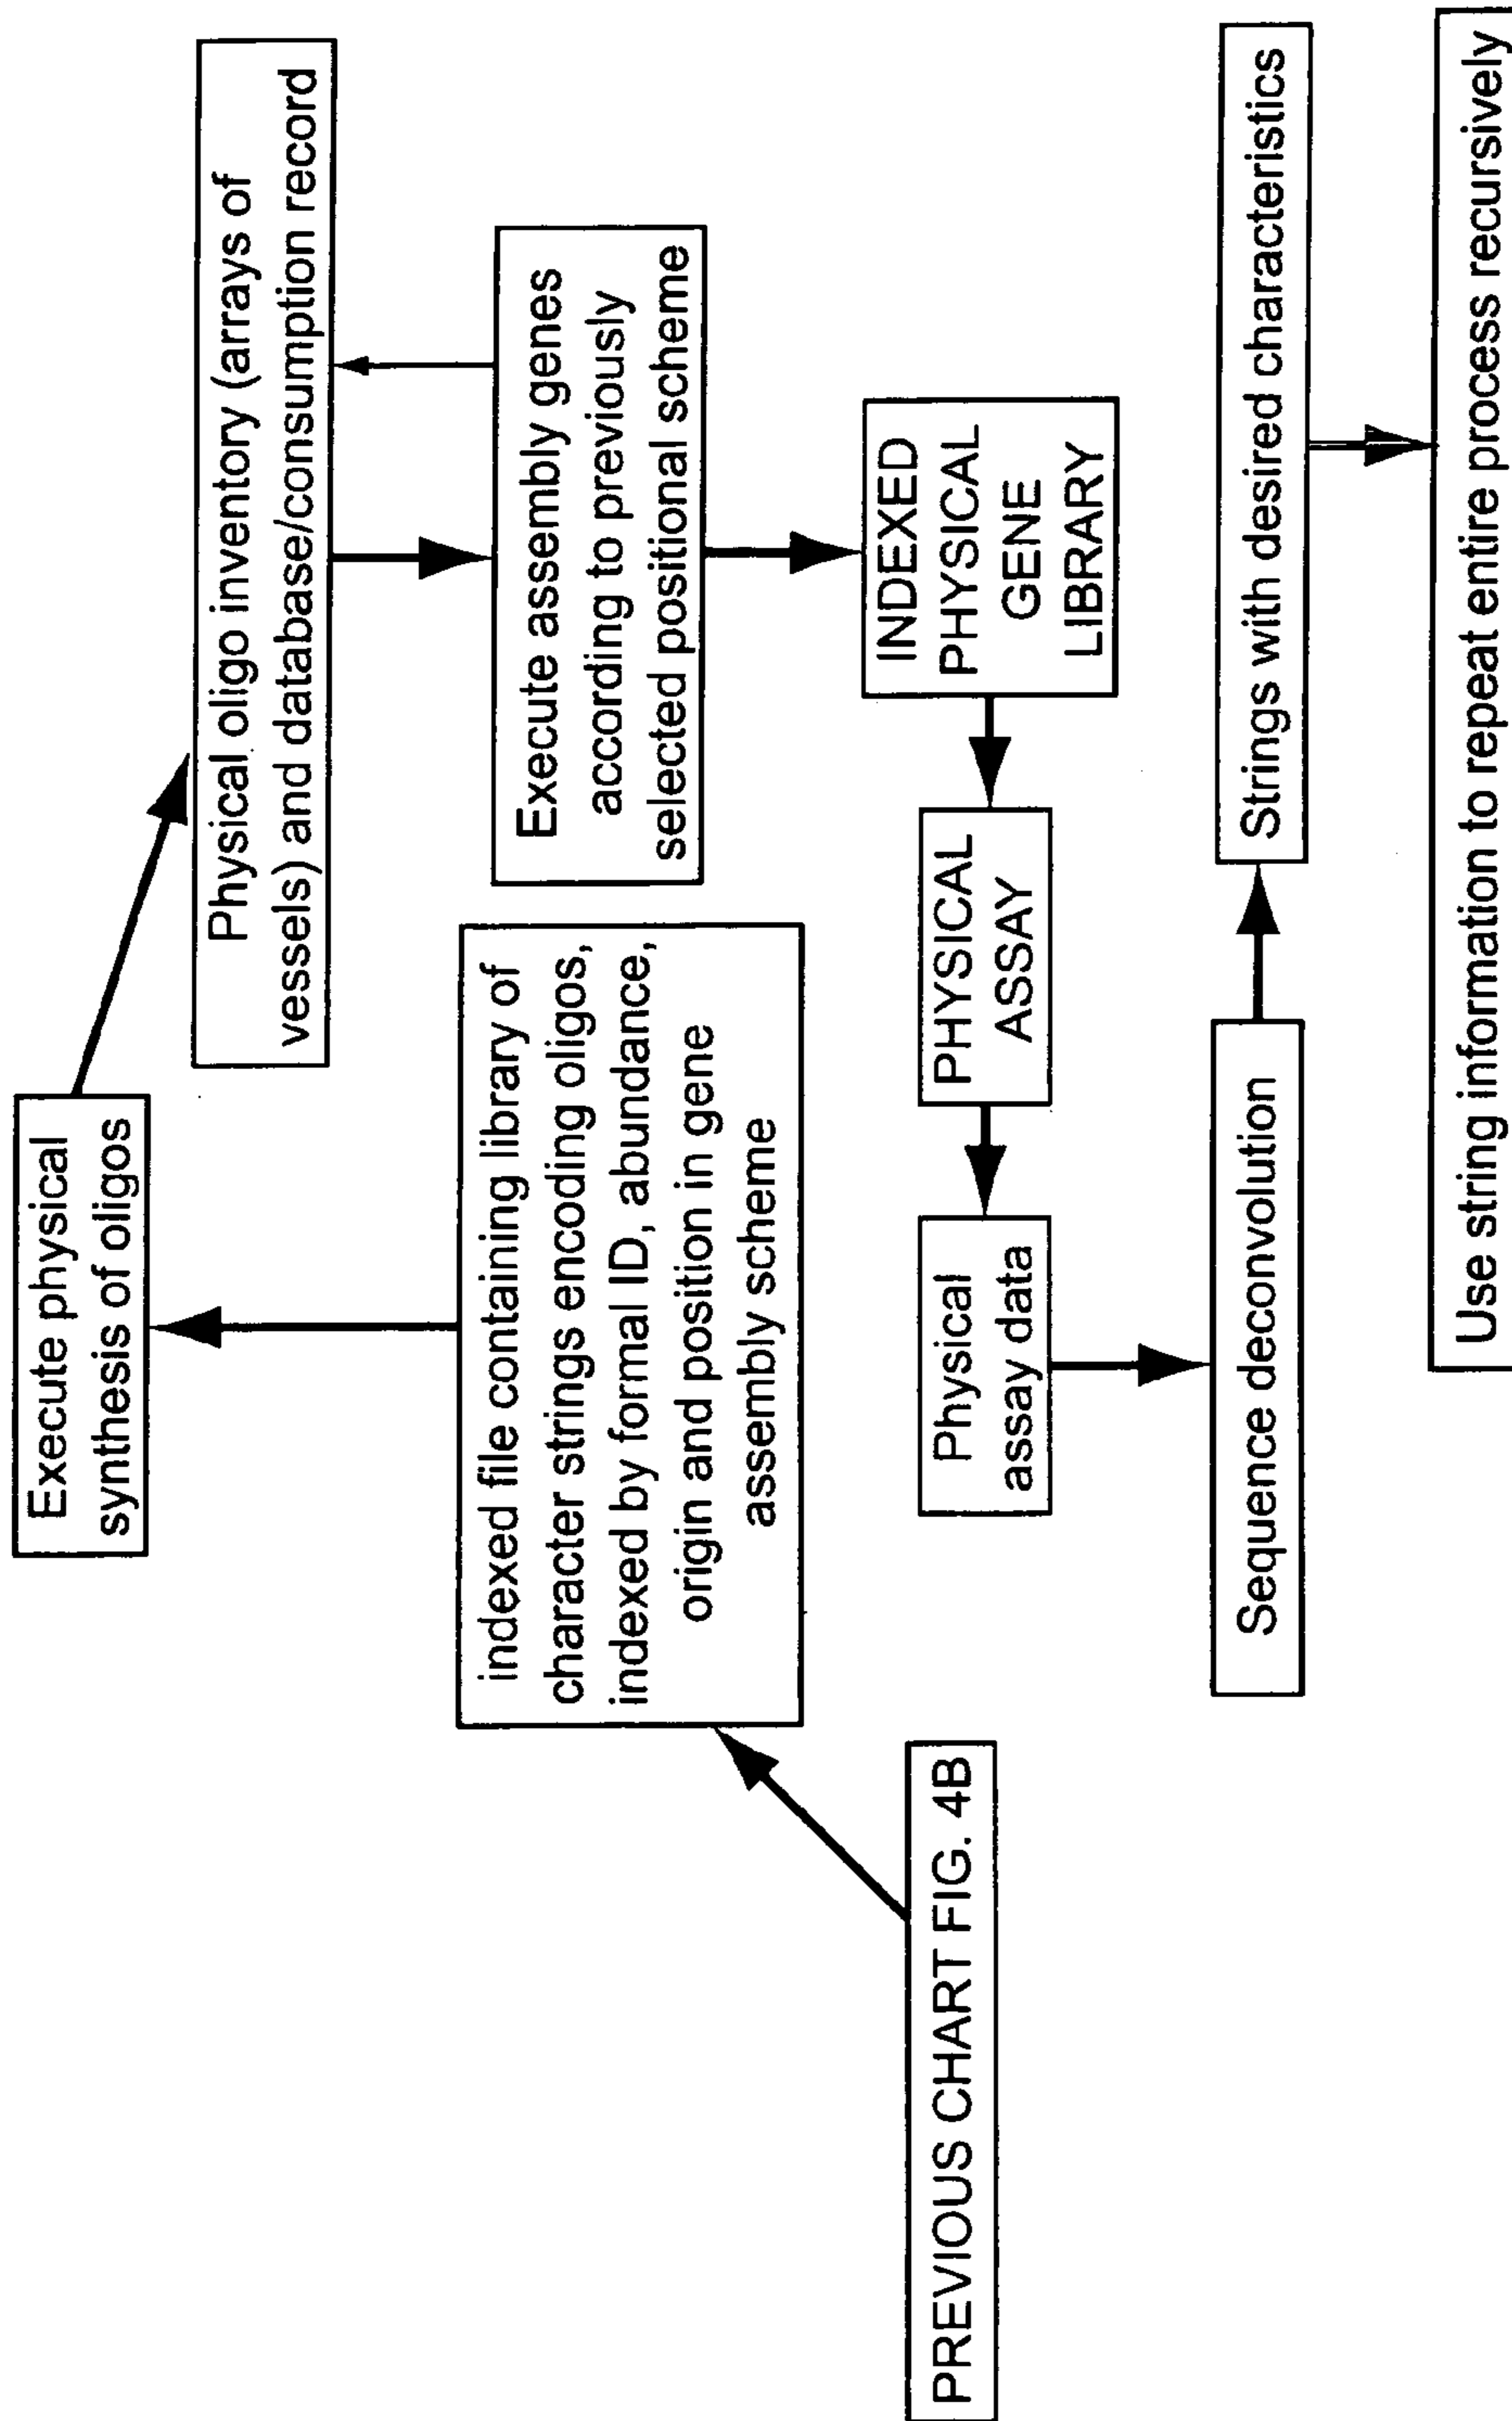 Execute physical
synthesis of oligos
Physical oligo inventory (arrays of
vessels) and database/consumption record
indexed file containing library of
character strings encoding oligos,
indexed by formal ID, abundance,
origin and position in gene
assembly scheme
Execute assembly genes
according to previously
selected positional scheme
PREVIOUS CHART FIG. 4B
Physical
assay data
PHYSICAL
ASSAY
INDEXED
PHYSICAL
GENE
LIBRARY
Sequence deconvolution
Strings with desired characteristics
Use string information to repeat entire process recursively